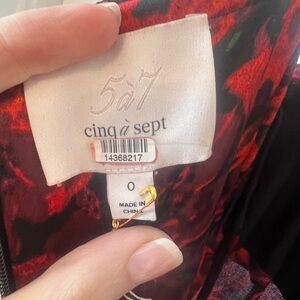 5à7
cinq à sept
14368217
0
MADE IN
CHINA